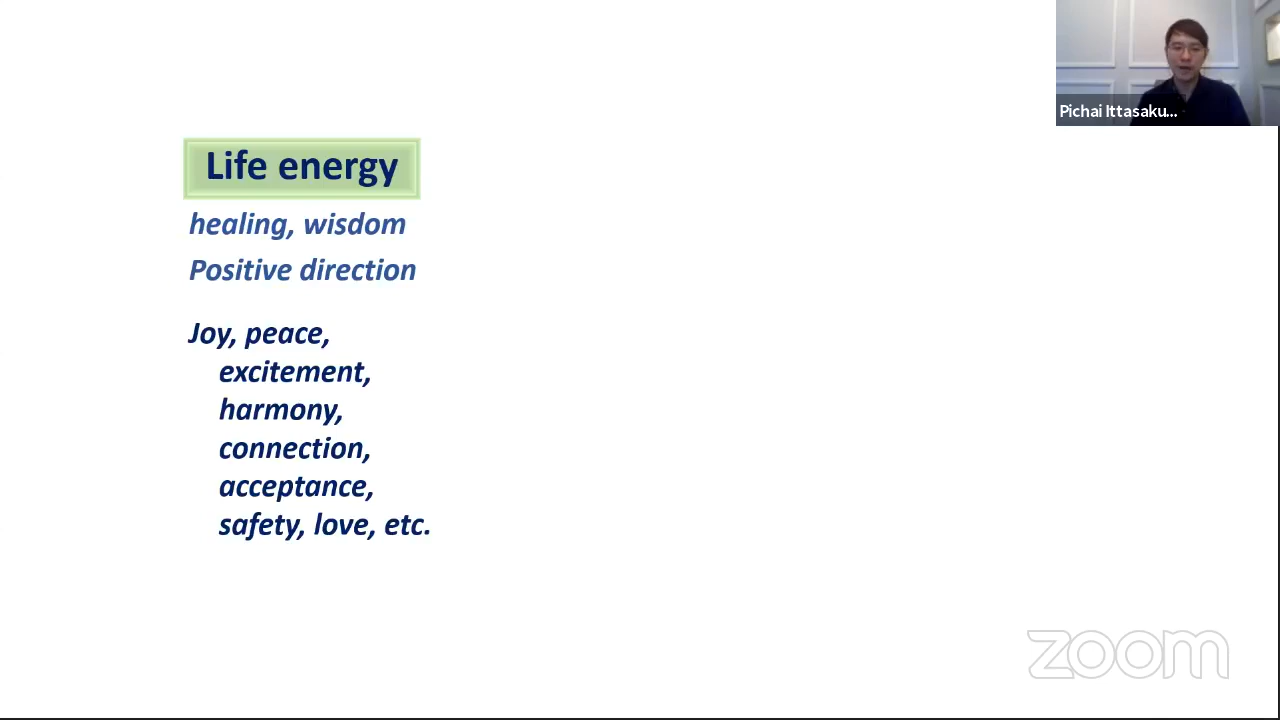 Pichai Ittasaku...
Life energy
healing, wisdom
Positive direction
Joy, peace,
excitement,
harmony,
connection,
acceptance,
safety, love, etc.
zoom